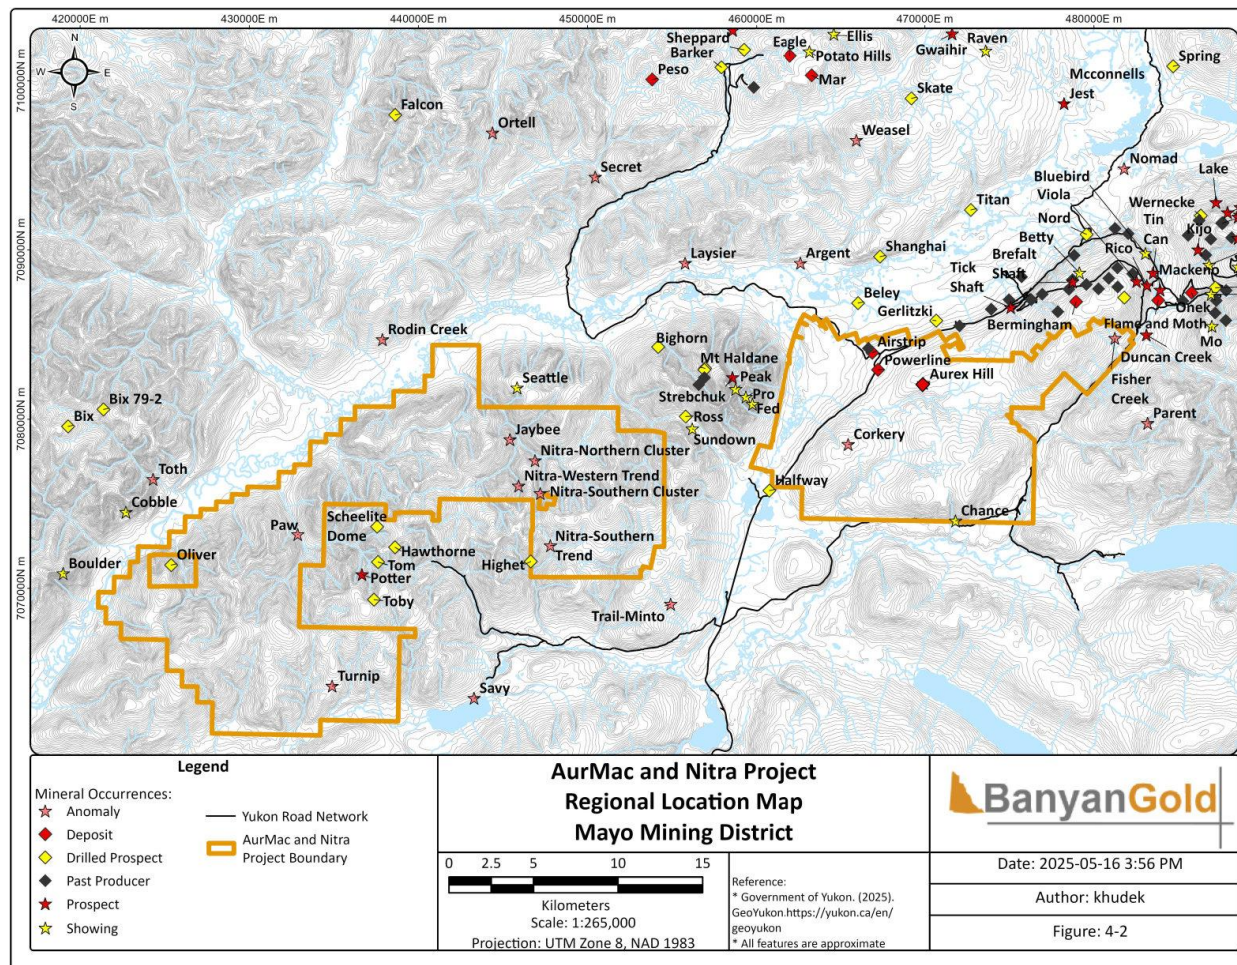 420000E m 430000E m 440000E m 450000E m 460000E m 470000E m 480000E m
7100000N m
7090000N m
7080000N m
7070000N m
N
W E
S
Sheppard
Barker
Eagle
Ellis
Potato Hills
Gwaihir
Raven
Spring
Peso
Mar
Mcconnells
Jest
Skate
Falcon
Ortell
Weasel
Secret
Nomad
Lake
Bluebird
Viola
Titan
Wernecke
Tin
Can
Nord
Kijo
Betty
Rico
Laysier
Argent
Shanghai
Brefalt
Shaft
Tick
Shaft
Mackeno
Beley
Gerlitzki
Onek
Bermingham
Flame and Moth
Mo
Rodin Creek
Bighorn
Airstrip
Duncan Creek
Mt Haldane
Powerline
Peak
Aurex Hill
Fisher
Creek
Seattle
Strebchuk
Pro
Fed
Bix 79-2
Bix
Ross
Parent
Sundown
Jaybee
Corkery
Nitra-Northern Cluster
Toth
Nitra-Western Trend
Nitra-Southern Cluster
Halfway
Cobble
Scheelite
Dome
Chance
Paw
Nitra-Southern
Trend
Hawthorne
Oliver
Tom
Highet
Boulder
Potter
Toby
Trail-Minto
Turnip
Savy
Legend
Mineral Occurrences:
Anomaly
Deposit
Drilled Prospect
Past Producer
Prospect
Showing
Yukon Road Network
AurMac and Nitra
Project Boundary
AurMac and Nitra Project
Regional Location Map
Mayo Mining District
0 2.5 5 10 15
Kilometers
Scale: 1:265,000
Projection: UTM Zone 8, NAD 1983
Reference:
* Government of Yukon. (2025).
GeoYukon.https://yukon.ca/en/
geoyukon
* All features are approximate
BanyanGold
Date: 2025-05-16 3:56 PM
Author: khudek
Figure: 4-2